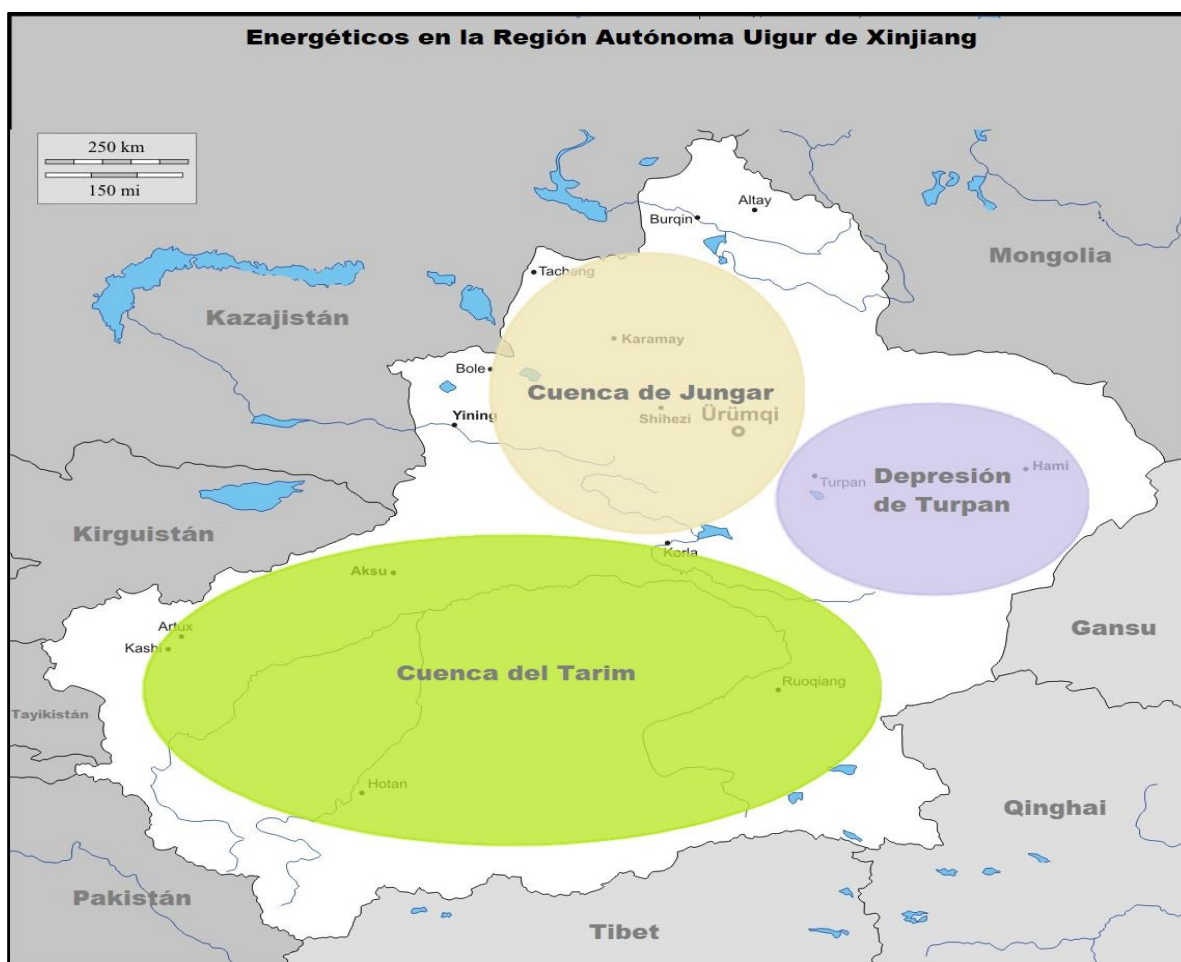 Energéticos en la Región Autónoma Uigur de Xinjiang
250 km
150 mi
Altay
Burqin
Mongolia
Tacheng
Kazajistán
Karamay
Bole
Cuenca de Jungar
Shihezi
Ürümqi
Yining
Depresión
de Turpan
Turpan
Hami
Kirguistán
Korla
Aksu
Artux
Kashi
Gansu
Cuenca del Tarim
Ruoqiang
Tayikistán
Hotan
Qinghai
Pakistán
Tibet